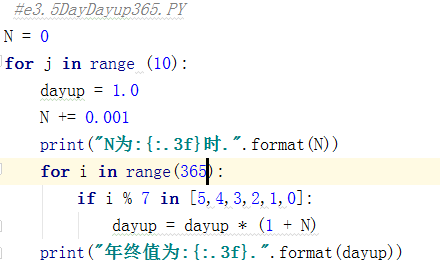 #e3.5DayDayup365.PY
N = 0
for j in range (10):
    dayup = 1.0
    N += 0.001
    print("N为:{:.3f}时.".format(N))
    for i in range(365):
        if i % 7 in [5,4,3,2,1,0]:
            dayup = dayup * (1 + N)
    print("年终值为:{:.3f}.".format(dayup))